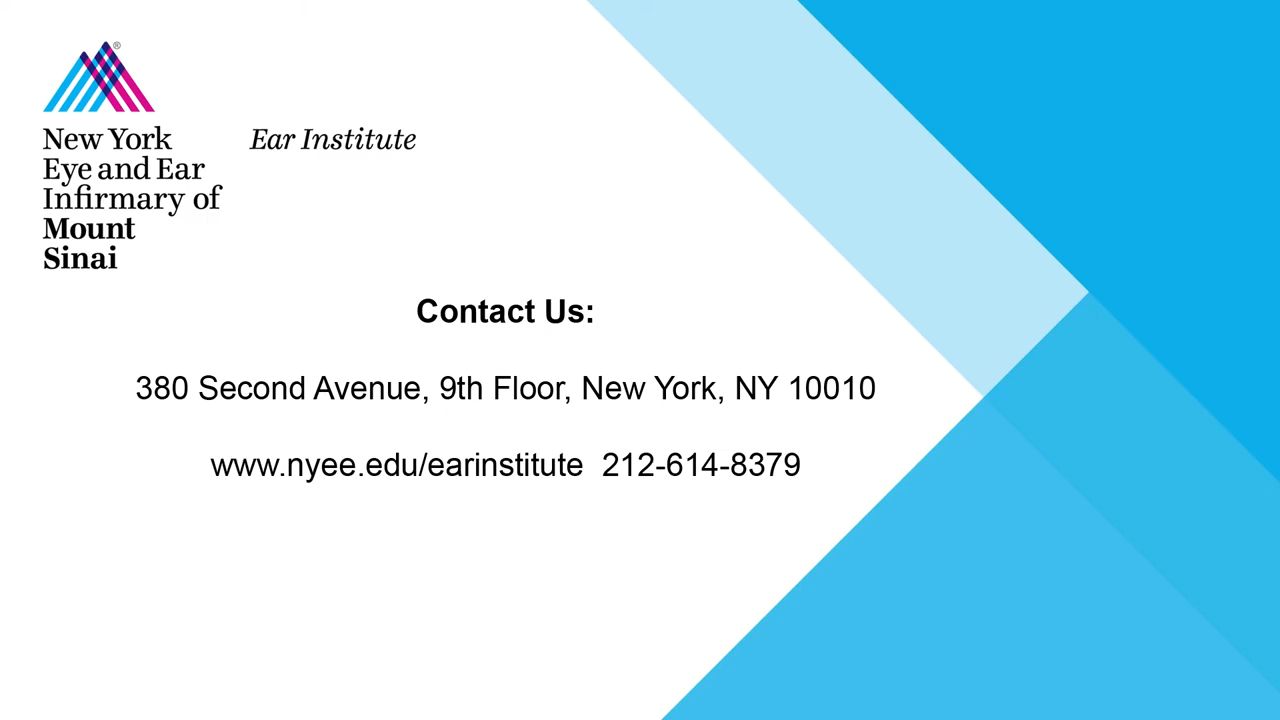 ®
New York
Eye and Ear
Infirmary of
Mount
Sinai
Ear Institute
Contact Us:
380 Second Avenue, 9th Floor, New York, NY 10010
www.nyee.edu/earinstitute  212-614-8379